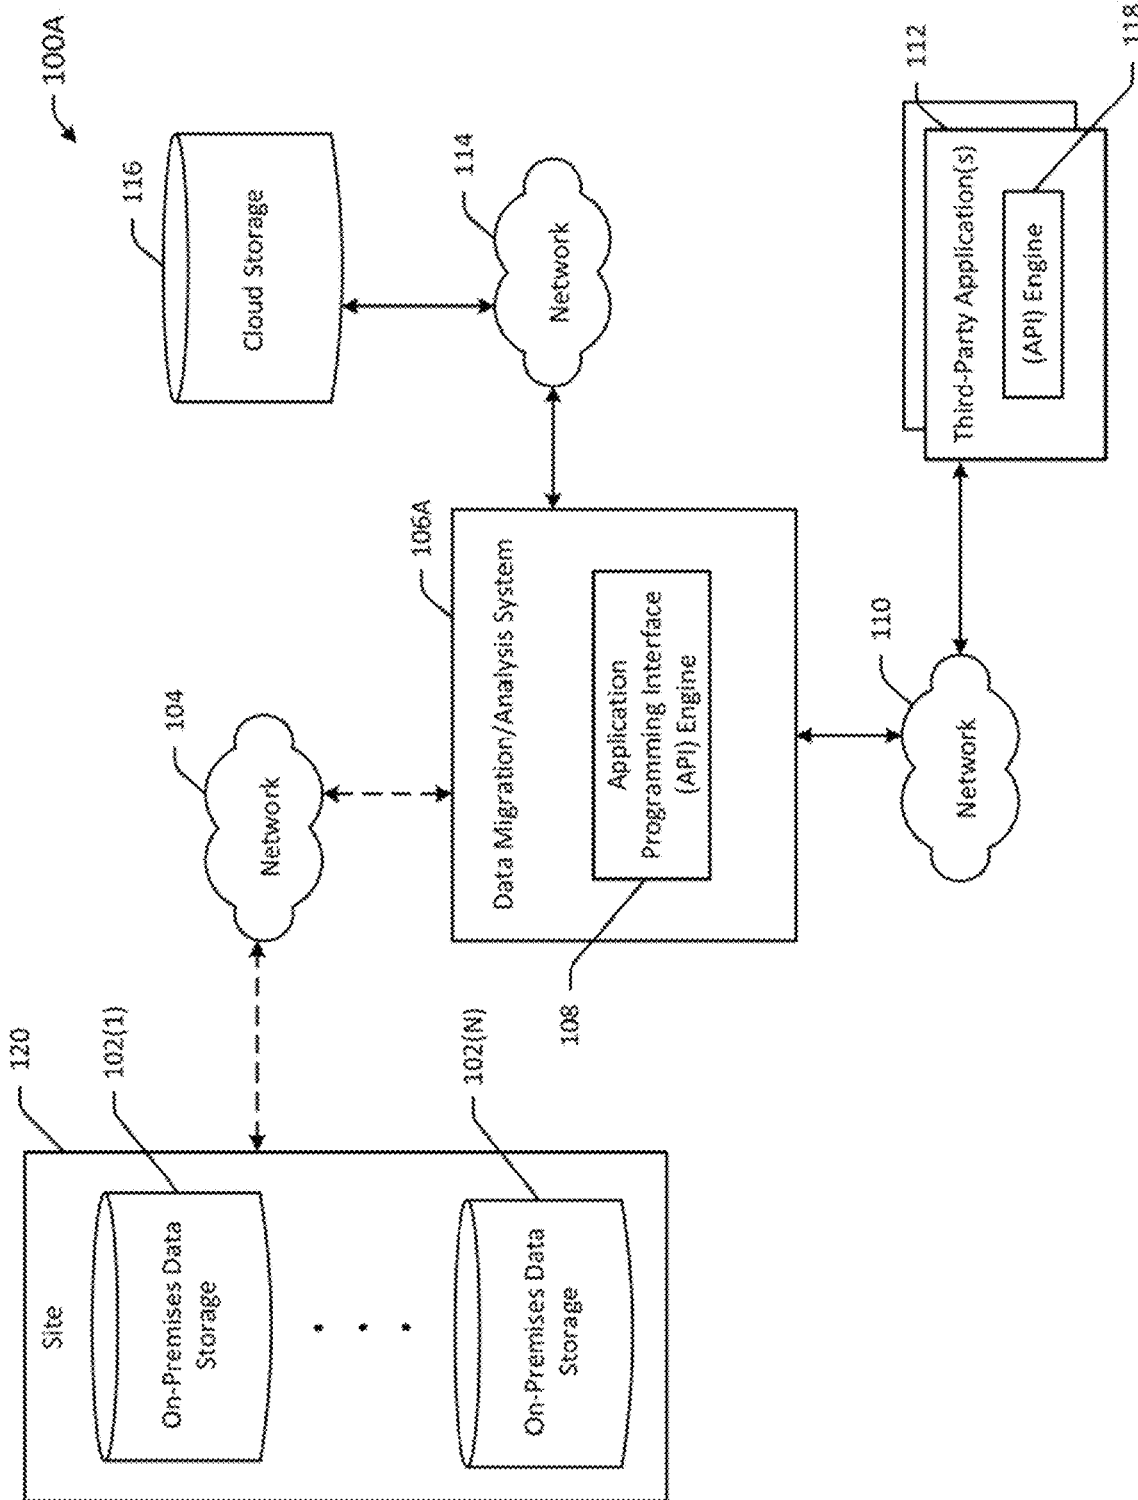 100A
Site
120
On-Premises Data
Storage
102(1)
On-Premises Data
Storage
102(N)
Network
104
Data Migration/Analysis System
106A
Application
Programming Interface
(API) Engine
108
Cloud Storage
116
Network
114
Network
110
Third-Party Application(s)
112
(API) Engine
118